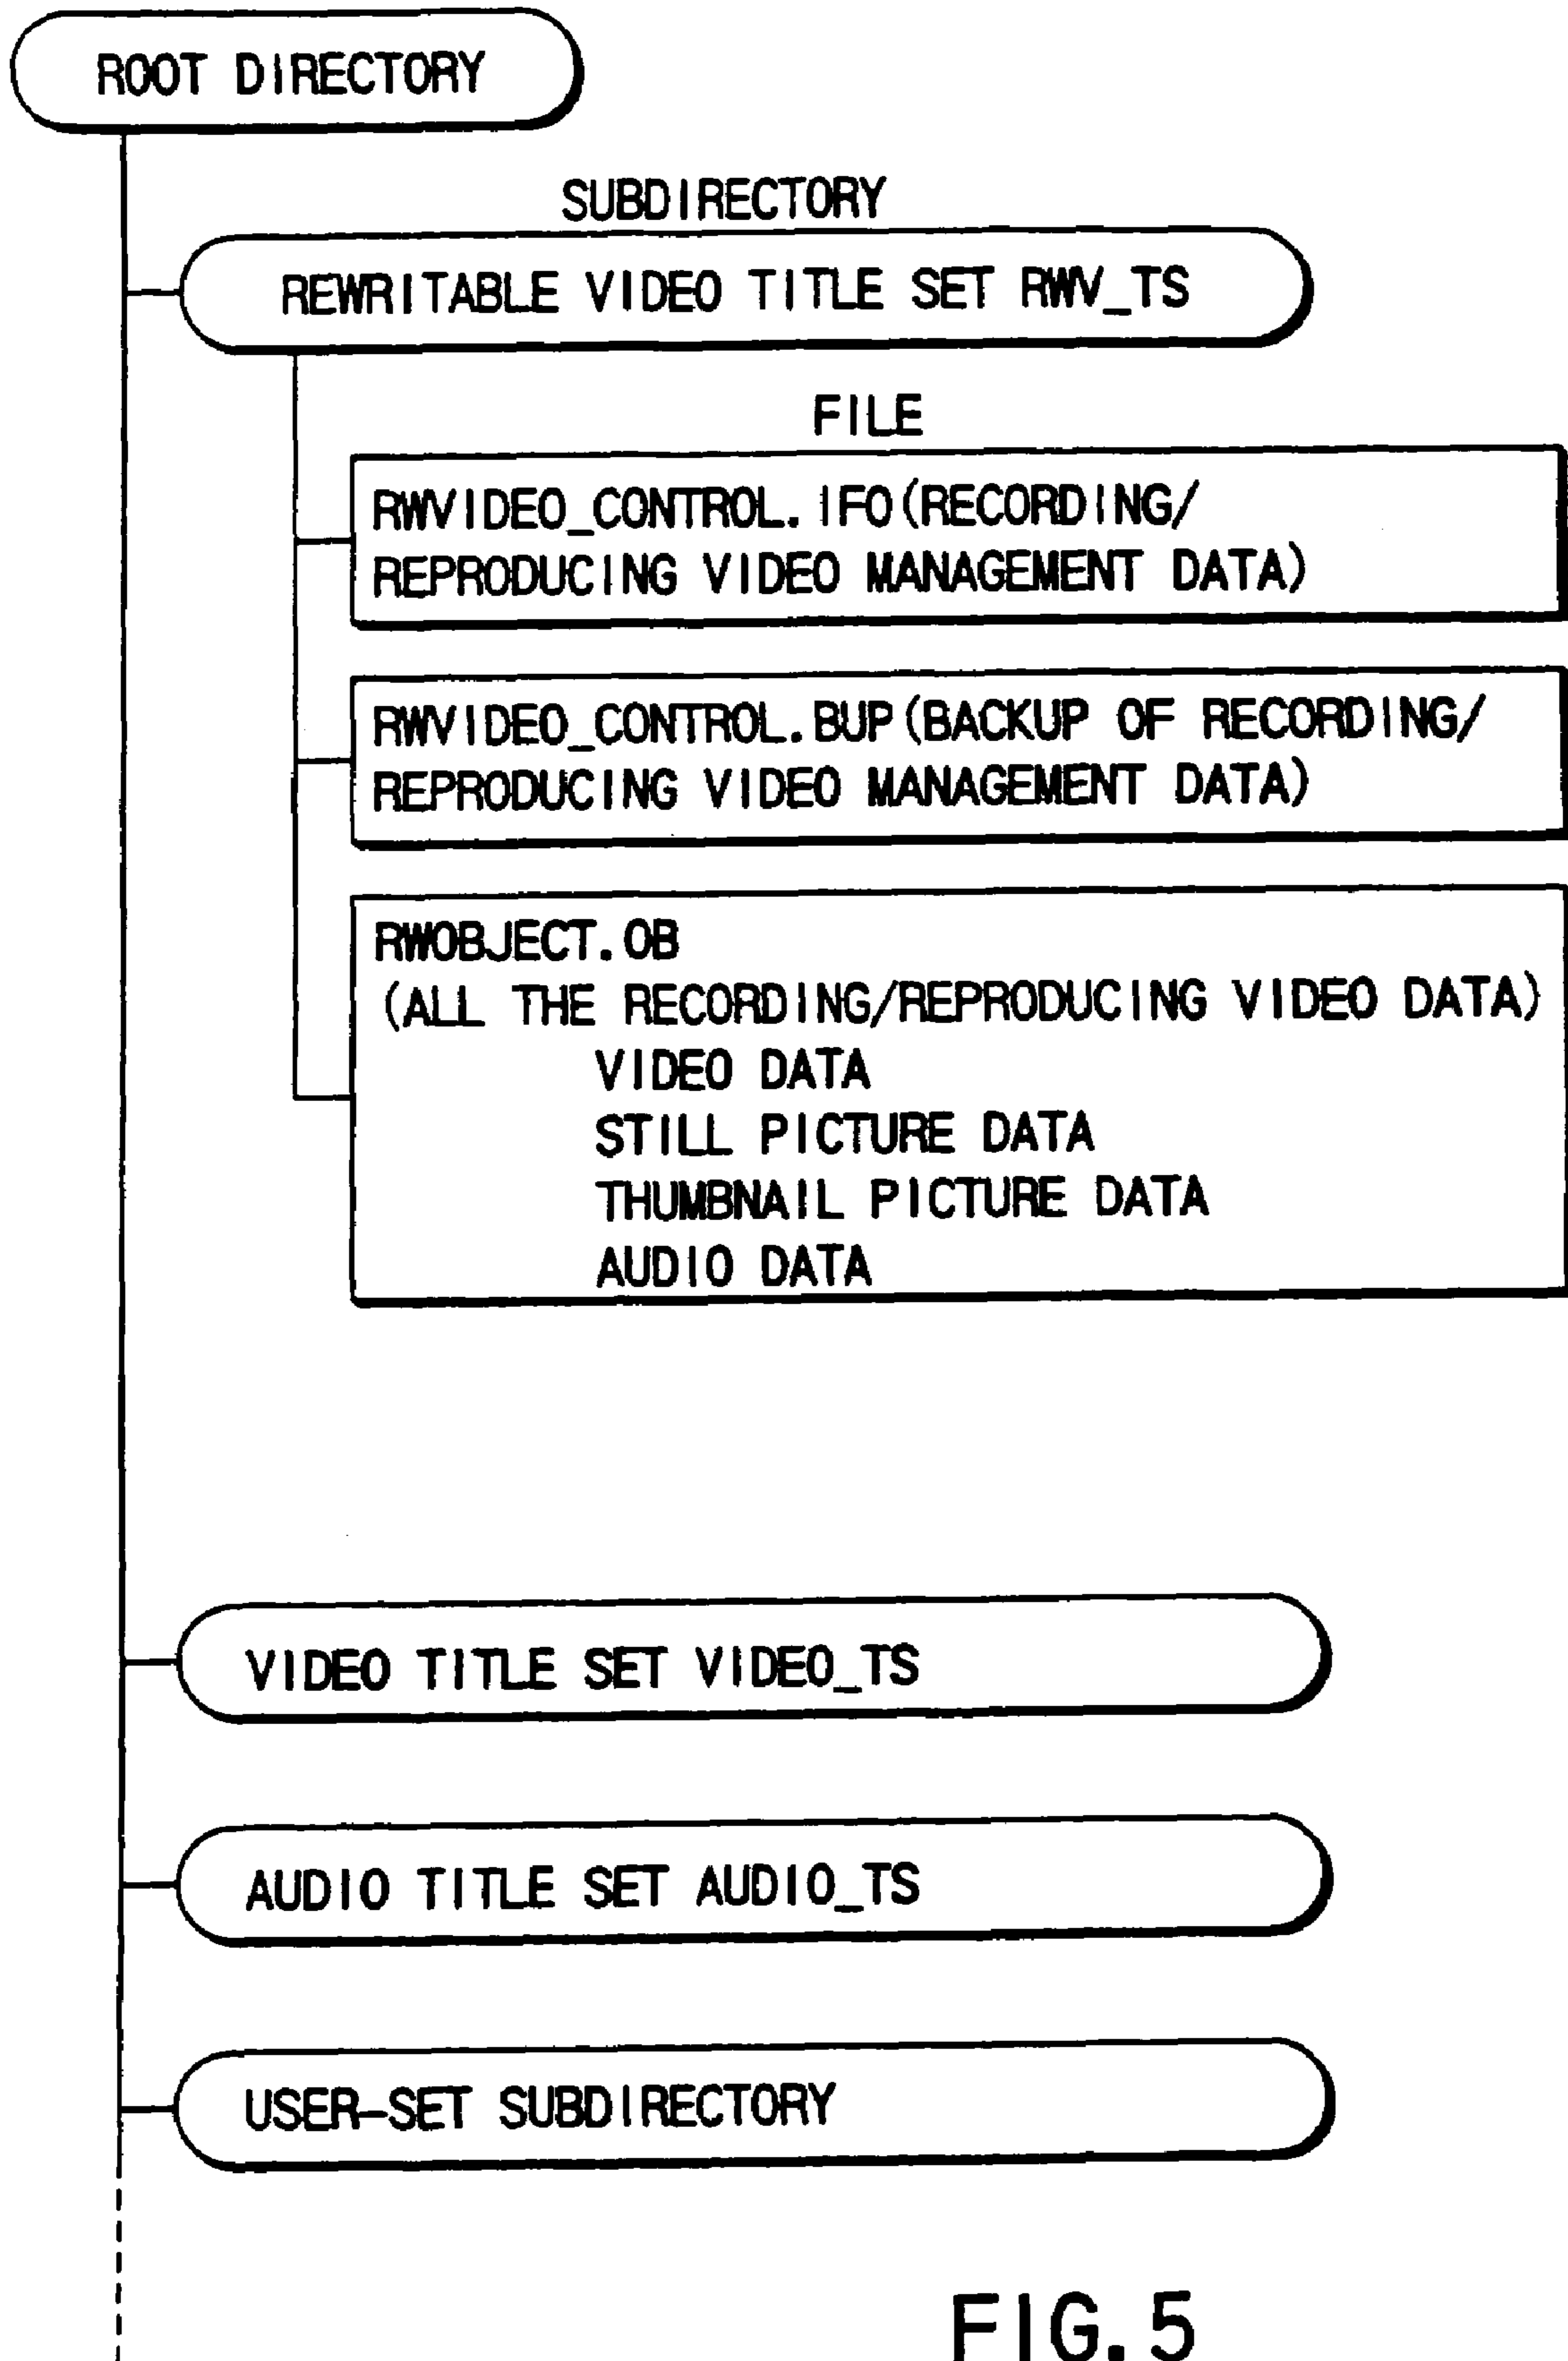 ROOT DIRECTORY
SUBDIRECTORY
REWRITABLE VIDEO TITLE SET RWV_TS
FILE
RWVIDEO_CONTROL.IFO(RECORDING/
REPRODUCING VIDEO MANAGEMENT DATA)
RWVIDEO_CONTROL.BUP(BACKUP OF RECORDING/
REPRODUCING VIDEO MANAGEMENT DATA)
RWOBJECT.OB
(ALL THE RECORDING/REPRODUCING VIDEO DATA)
VIDEO DATA
STILL PICTURE DATA
THUMBNAIL PICTURE DATA
AUDIO DATA
VIDEO TITLE SET VIDEO_TS
AUDIO TITLE SET AUDIO_TS
USER-SET SUBDIRECTORY
FIG.5